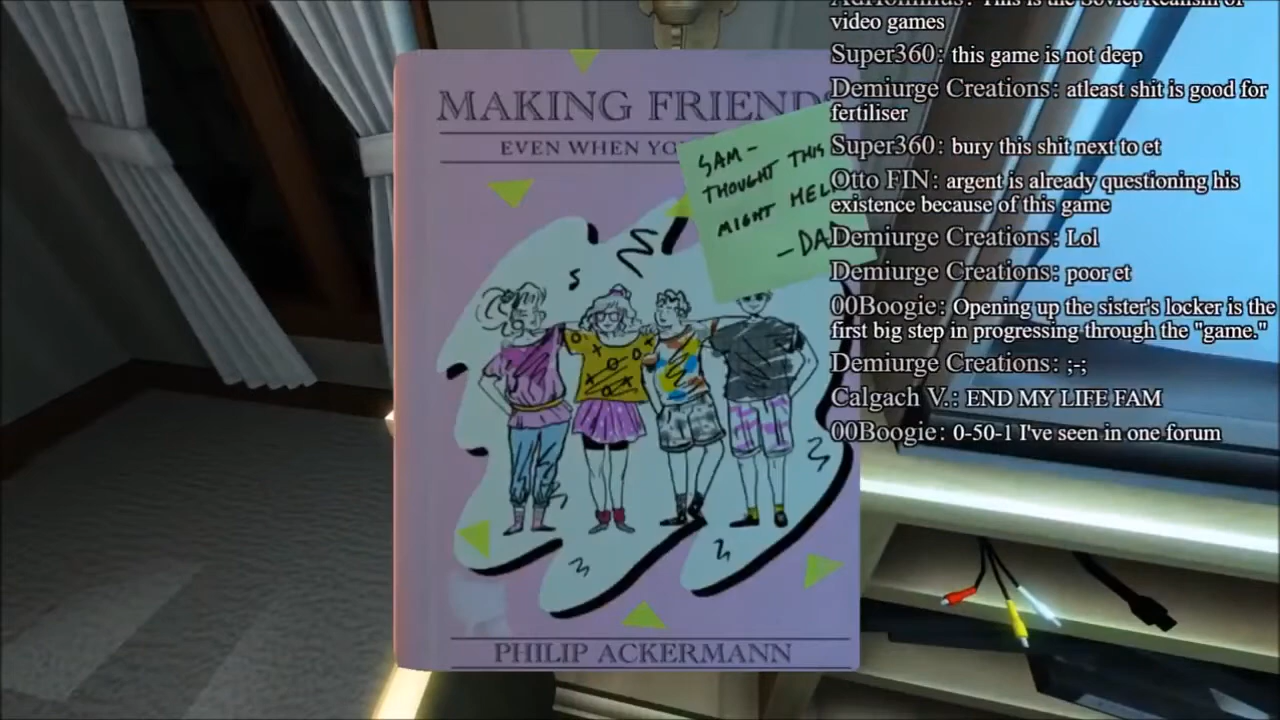 MAKING FRIENDS
EVEN WHEN YO
SAM-
THOUGHT THIS
MIGHT HEL
-DA
PHILIP ACKERMANN
video games
Super360: this game is not deep
Demiurge Creations: atleast shit is good for
fertiliser
Super360: bury this shit next to et
Otto FIN: argent is already questioning his
existence because of this game
Demiurge Creations: Lol
Demiurge Creations: poor et
00Boogie: Opening up the sister's locker is the
first big step in progressing through the "game."
Demiurge Creations: ;-;
Calgach V.: END MY LIFE FAM
00Boogie: 0-50-1 I've seen in one forum